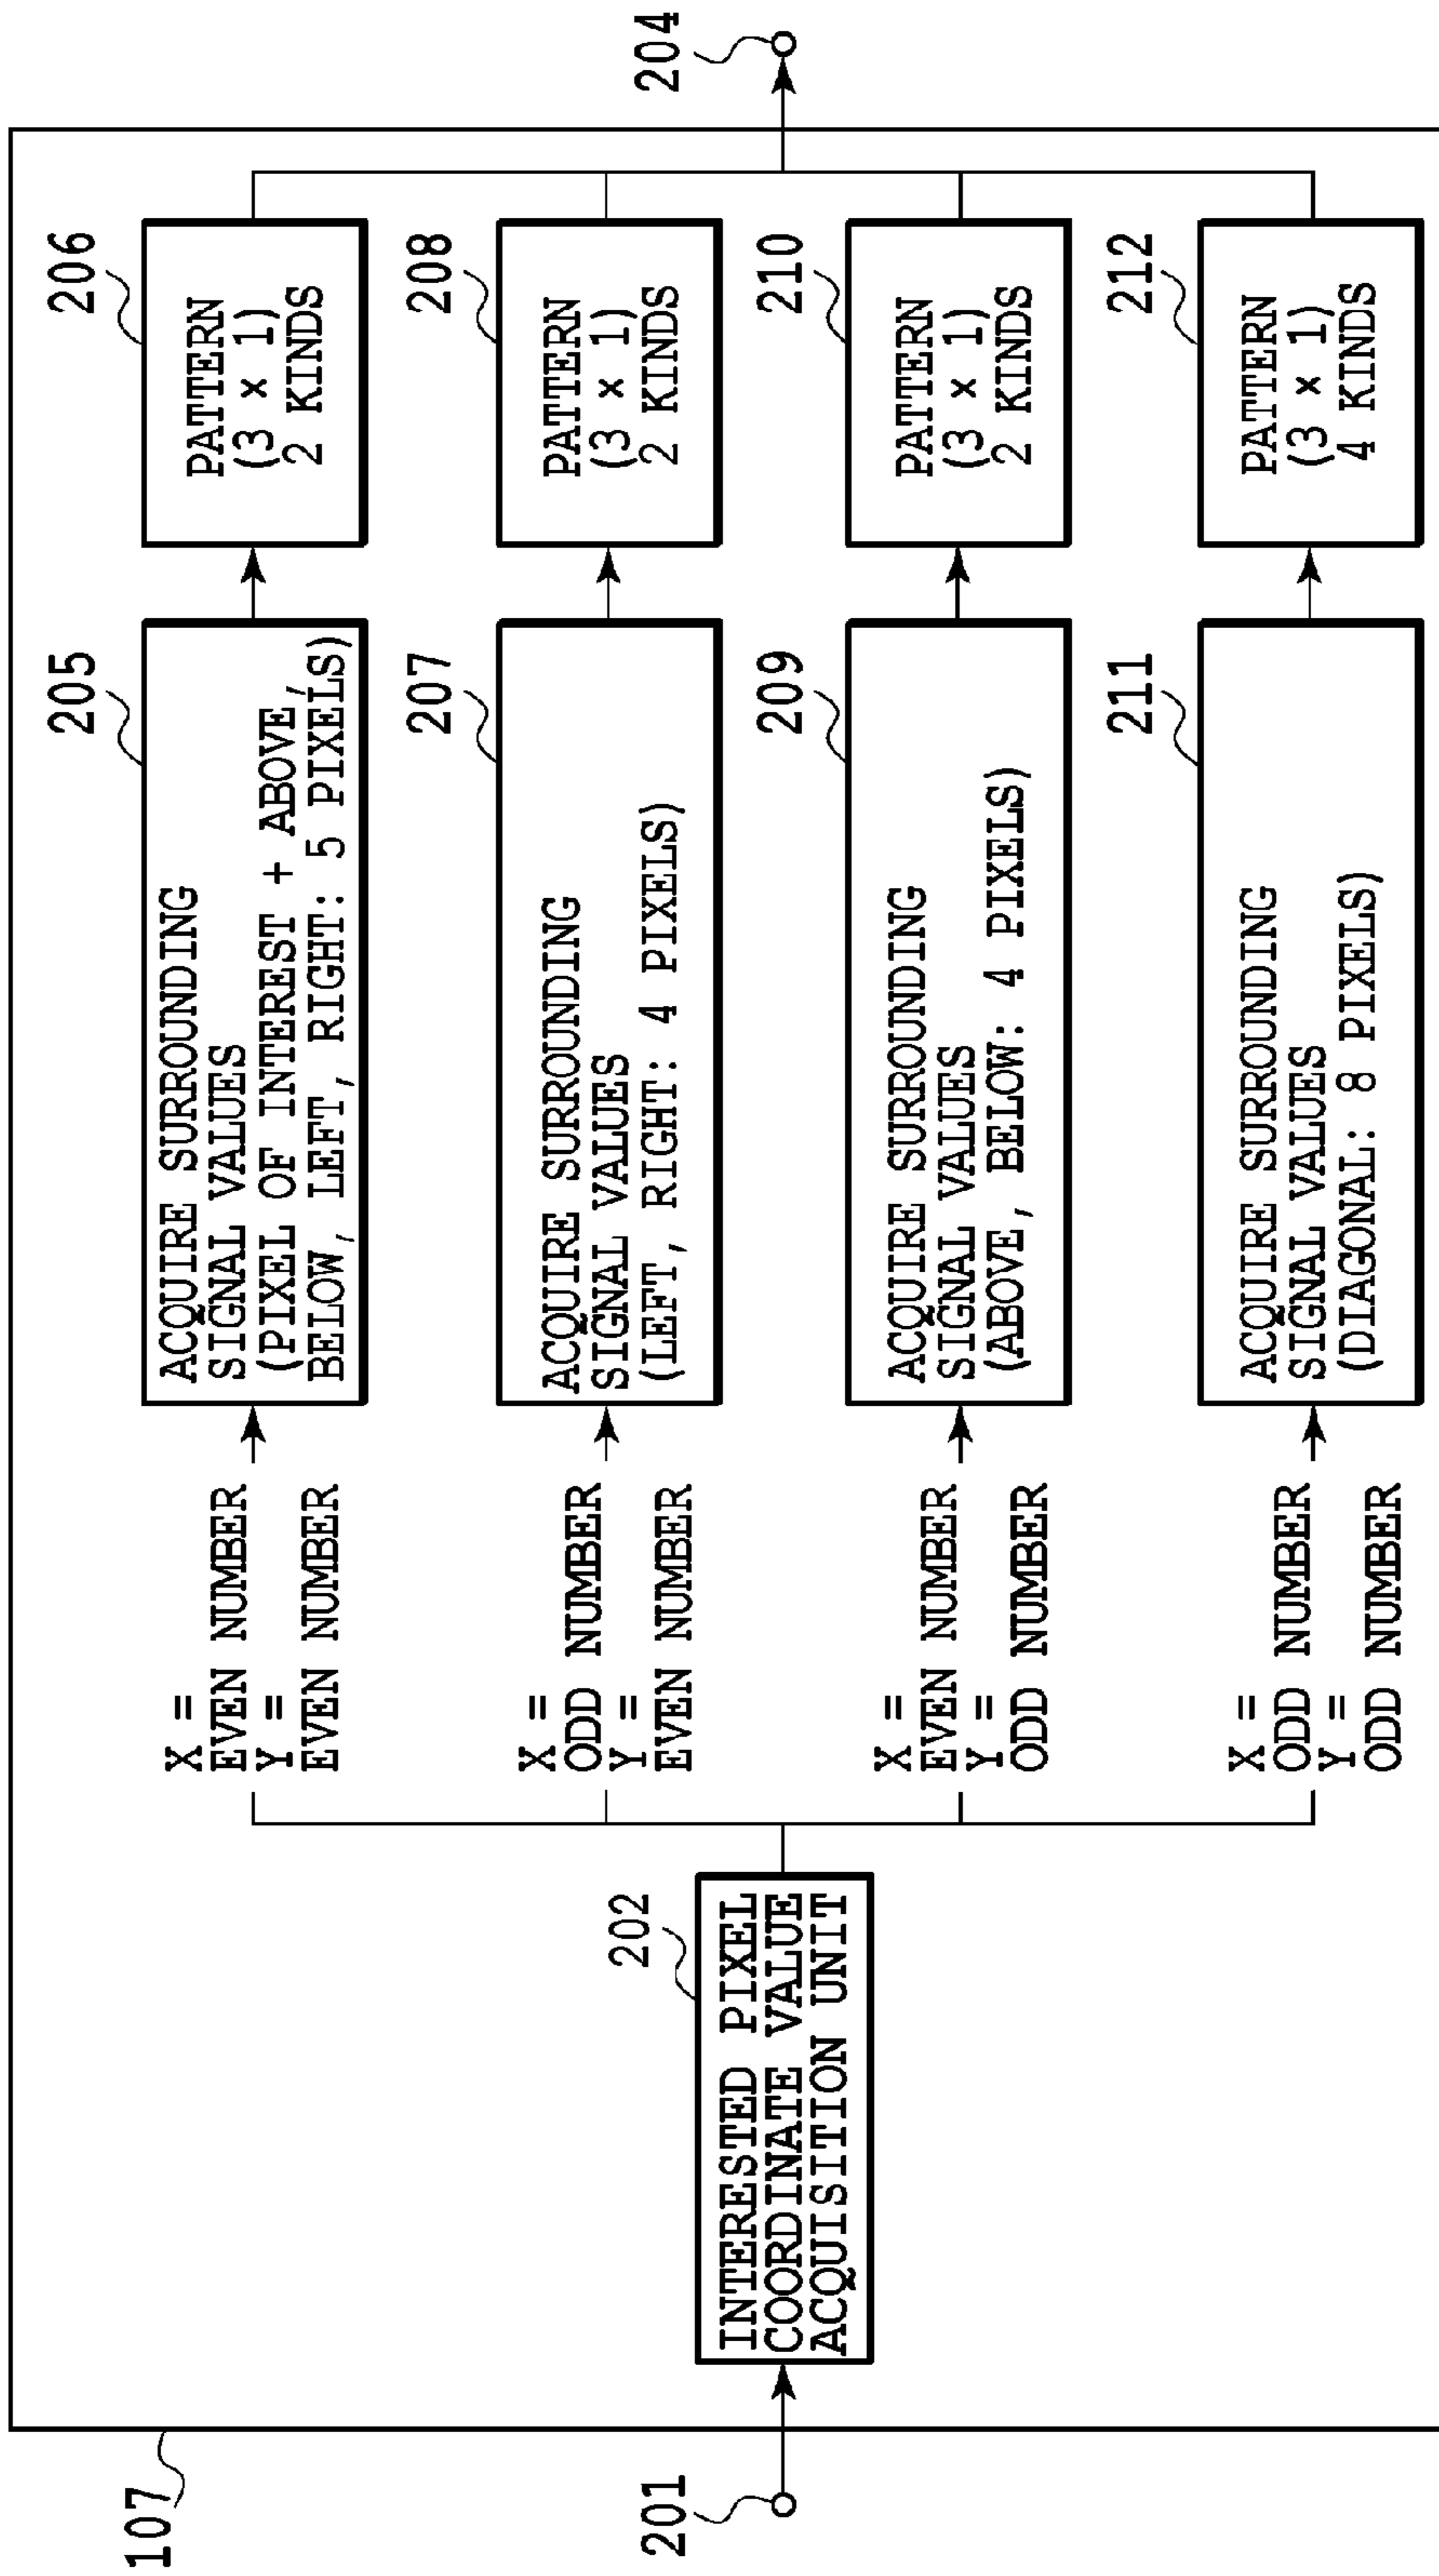 107
201
202
INTERESTED PIXEL
COORDINATE VALUE
ACQUISITION UNIT
X =
EVEN NUMBER
Y =
EVEN NUMBER
205
ACQUIRE SURROUNDING
SIGNAL VALUES
(PIXEL OF INTEREST + ABOVE,
BELOW, LEFT, RIGHT: 5 PIXELS)
206
PATTERN
(3 × 1)
2 KINDS
X =
ODD NUMBER
Y =
EVEN NUMBER
207
ACQUIRE SURROUNDING
SIGNAL VALUES
(LEFT, RIGHT: 4 PIXELS)
208
PATTERN
(3 × 1)
2 KINDS
X =
EVEN NUMBER
Y =
ODD NUMBER
209
ACQUIRE SURROUNDING
SIGNAL VALUES
(ABOVE, BELOW: 4 PIXELS)
210
PATTERN
(3 × 1)
2 KINDS
X =
ODD NUMBER
Y =
ODD NUMBER
211
ACQUIRE SURROUNDING
SIGNAL VALUES
(DIAGONAL: 8 PIXELS)
212
PATTERN
(3 × 1)
4 KINDS
204